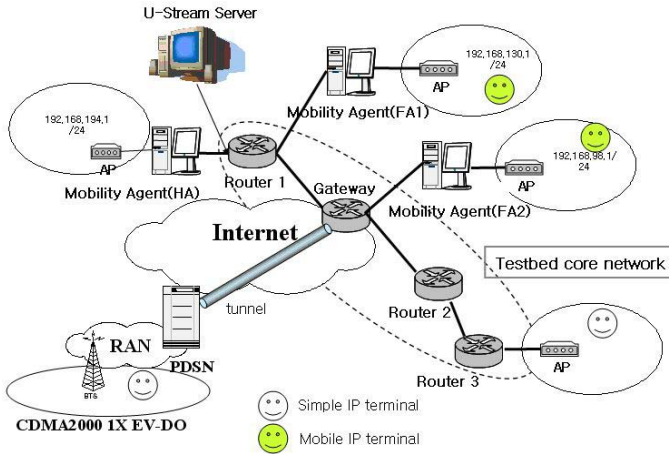 U-Stream Server
192,168,130,1
/24
AP
Mobility Agent(FA1)
192,168,194,1
/24
AP
Mobility Agent(HA)
Router 1
Gateway
192,168,98,1/
24
AP
Mobility Agent(FA2)
Internet
Testbed core network
tunnel
Router 2
RAN
PDSN
BTS
Router 3
AP
CDMA2000 1X EV-DO
Simple IP terminal
Mobile IP terminal